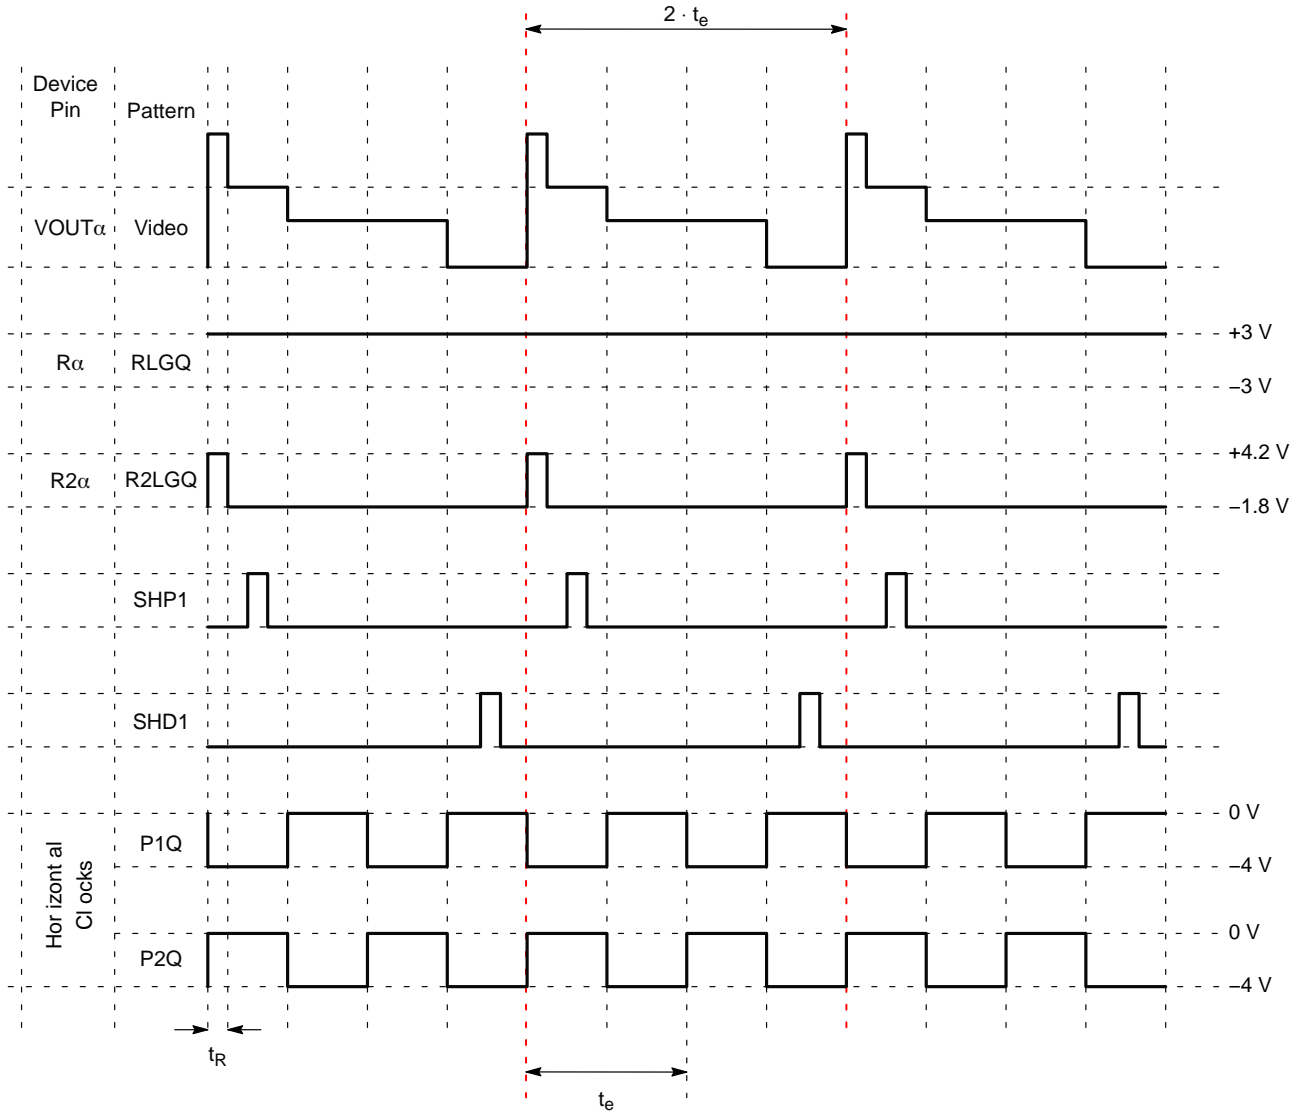 2 · te
Device
Pin
Pattern
VOUTα
Video
+3 V
Rα
RLGQ
−3 V
+4.2 V
R2α
R2LGQ
−1.8 V
SHP1
SHD1
0 V
P1Q
−4 V
Hor izont al
Cl ocks
0 V
P2Q
−4 V
tR
te